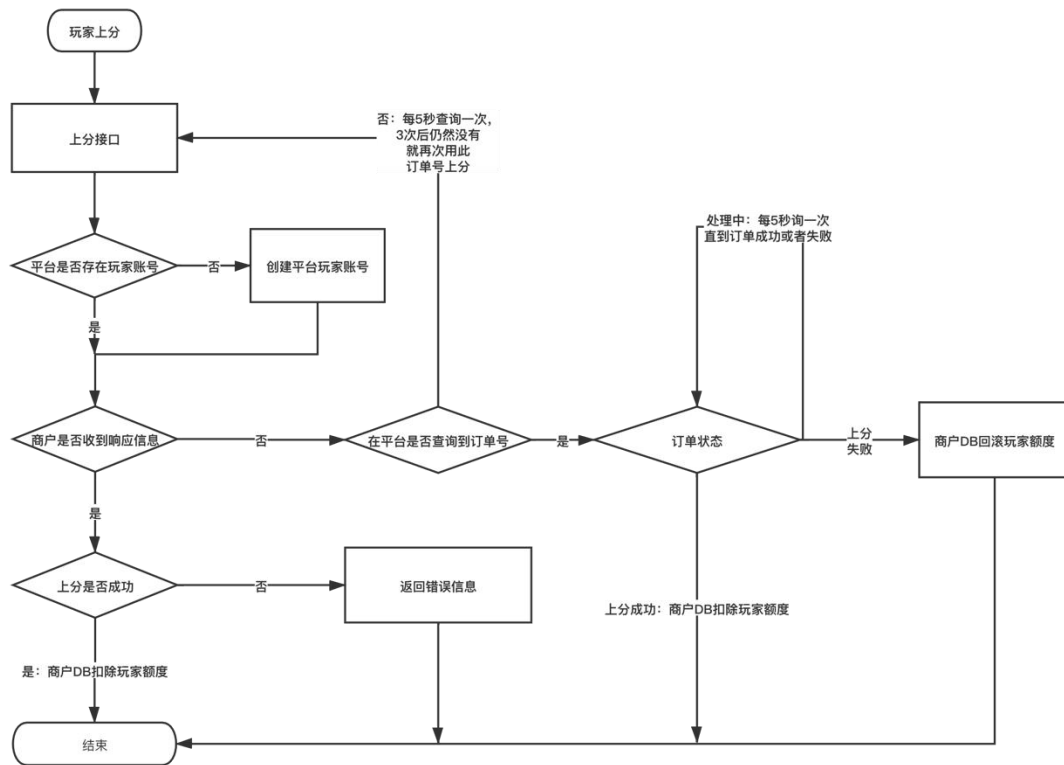 玩家上分
上分接口
否：每5秒查询一次，
3次后仍然没有
就再次用此
订单号上分
处理中：每5秒询一次
直到订单成功或者失败
平台是否存在玩家账号
否
创建平台玩家账号
是
商户是否收到响应信息
否
在平台是否查询到订单号
是
订单状态
上分
失败
商户DB回滚玩家额度
是
上分是否成功
否
返回错误信息
上分成功：商户DB扣除玩家额度
是：商户DB扣除玩家额度
结束